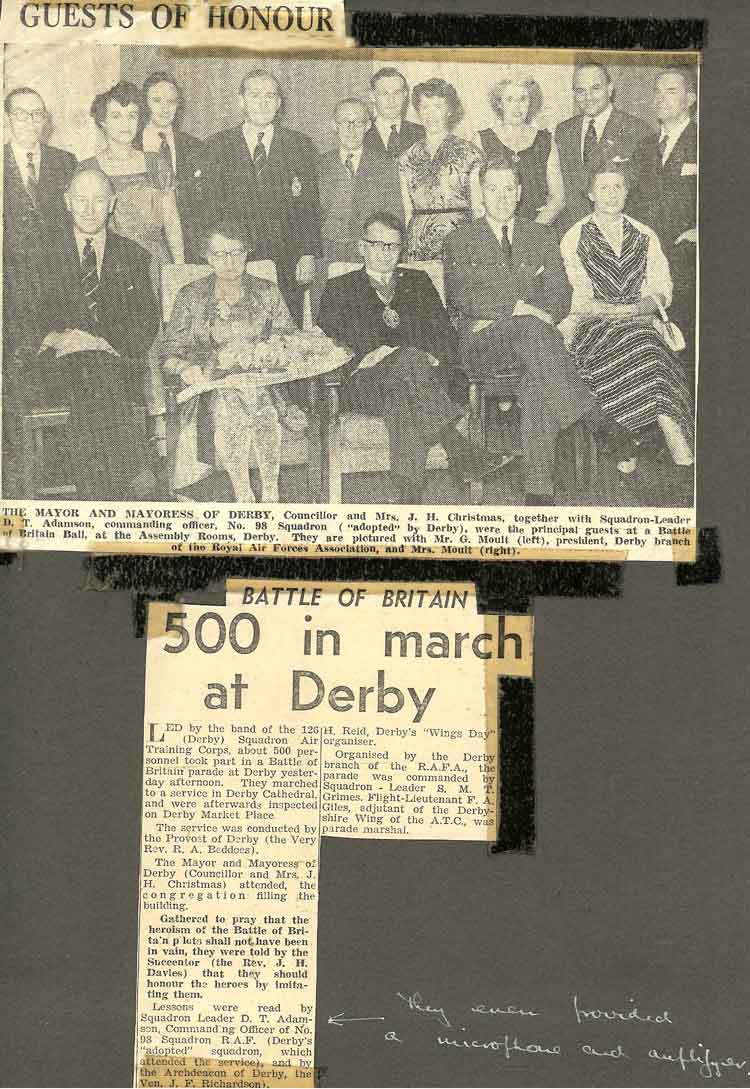 GUESTS OF HONOUR
THE MAYOR AND MAYORESS OF DERBY, Councillor and Mrs. J. H. Christmas, together with Squadron-Leader
D. T. Adamson, commanding officer, No. 98 Squadron ("adopted" by Derby), were the principal guests at a Battle
of Britain Ball, at the Assembly Rooms, Derby. They are pictured with Mr. G. Moult (left), president, Derby branch
of the Royal Air Forces Association, and Mrs. Moult (right).
BATTLE OF BRITAIN
500 in march
at Derby
LED by the band of the 126
(Derby) Squadron Air
Training Corps, about 500 per-
sonnel took part in a Battle of
Britain parade at Derby yester-
day afternoon. They marched
to a service in Derby Cathedral,
and were afterwards inspected
on Derby Market Place
The service was conducted by
the Provost of Derby (the Very
Rev. R. A. Beddoes).
The Mayor and Mayoress of
Derby (Councillor and Mrs. J.
H. Christmas) attended, the
congregation filling the
building.
Gathered to pray that the
heroism of the Battle of Bri-
ta'n p lots shall not have been
in vain, they were told by the
Succentor (the Rev. J. H.
Davies) that they should
honour the heroes by imita-
ting them.
Lessons were read by
Squadron Leader D. T. Adam-
son, Commanding Officer of No.
98 Squadron R.A.F. (Derby's
"adopted" squadron, which
attended the service), and by
the Archdeacon of Derby, the
Ven. J. F. Richardson).
H. Reid, Derby's "Wings Day"
organiser.
Organised by the Derby
branch of the R.A.F.A., the
parade was commanded by
Squadron - Leader S. M. T.
Grimes. Flight-Lieutenant F. A.
Giles, edjutant of the Derby-
shire Wing of the A.T.C., was
parade marshal.
They even provided
a microphone and amplifyer